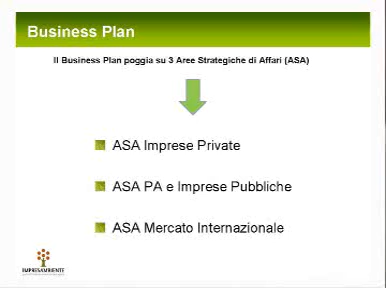 Business Plan
Il Business Plan poggia su 3 Aree Strategiche di Affari (ASA)
ASA Imprese Private
ASA PA e Imprese Pubbliche
ASA Mercato Internazionale
IMPRESAMBIENTE